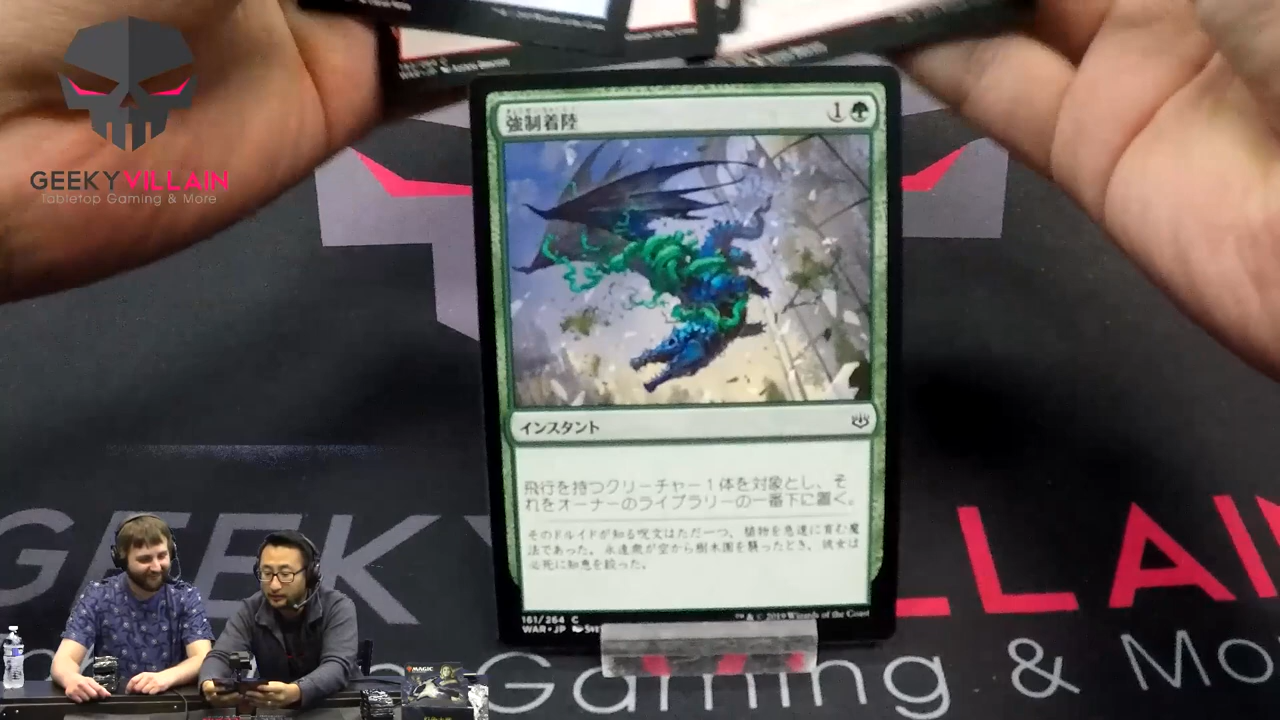 GEEKYVILLAIN
Tabletop Gaming & More
強制着陸
1
インスタント
飛行を持つクリーチャー1体を対象とし、そ
れをオーナーのライブラリーの一番下に置く。
そのドルイドが知る呪文はただ一つ、植物を急速に育む魔
法であった。永遠衆が空から樹木園を襲ったとき、彼女は
必死に知恵を絞った。
161/264 C
WAR・JP
™ & © 2019 Wizards of the Coast
GEEKY
LLAIN
Gaming & Mo
MAGIC